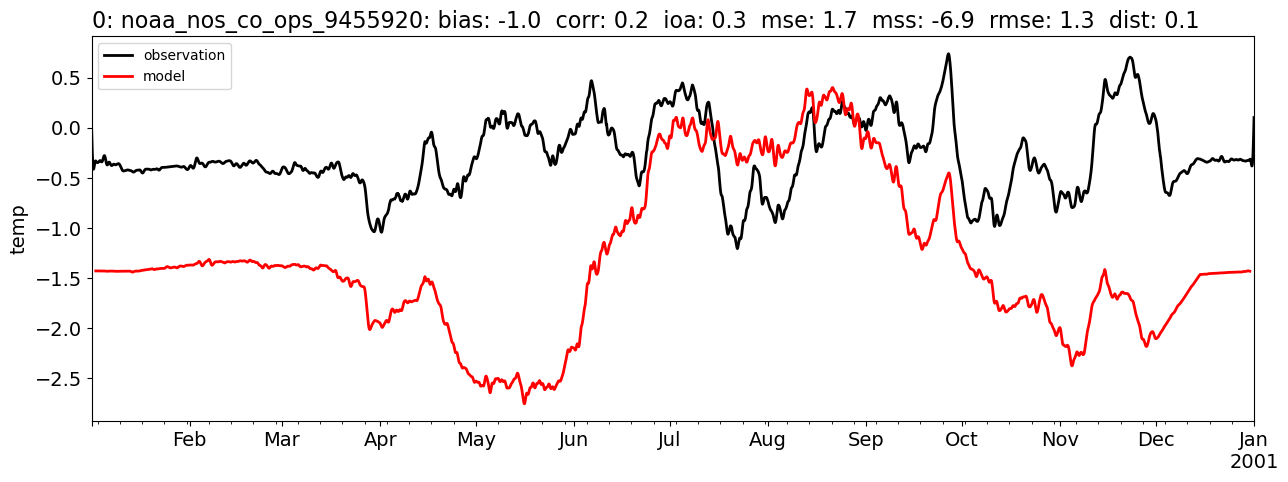 0: noaa_nos_co_ops_9455920: bias: -1.0  corr: 0.2  ioa: 0.3  mse: 1.7  mss: -6.9  rmse: 1.3  dist: 0.1
observation
model
temp
0.5
0.0
−0.5
−1.0
−1.5
−2.0
−2.5
Feb Mar Apr May Jun Jul Aug Sep Oct Nov Dec Jan
2001